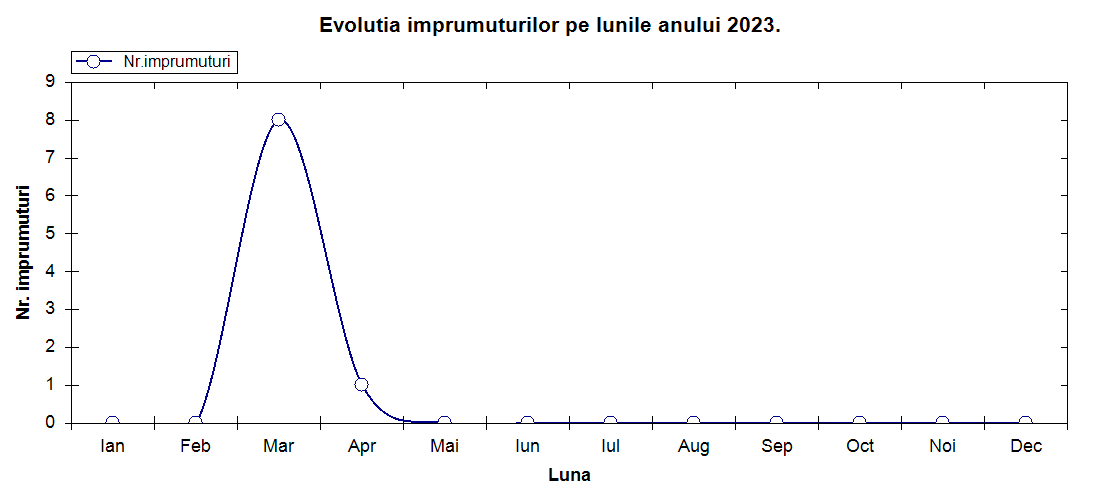 Evolutia imprumuturilor pe lunile anului 2023.
Nr.imprumuturi
9
8
7
6
5
4
3
2
1
0
Nr. imprumuturi
Ian Feb Mar Apr Mai Iun Iul Aug Sep Oct Noi Dec
Luna